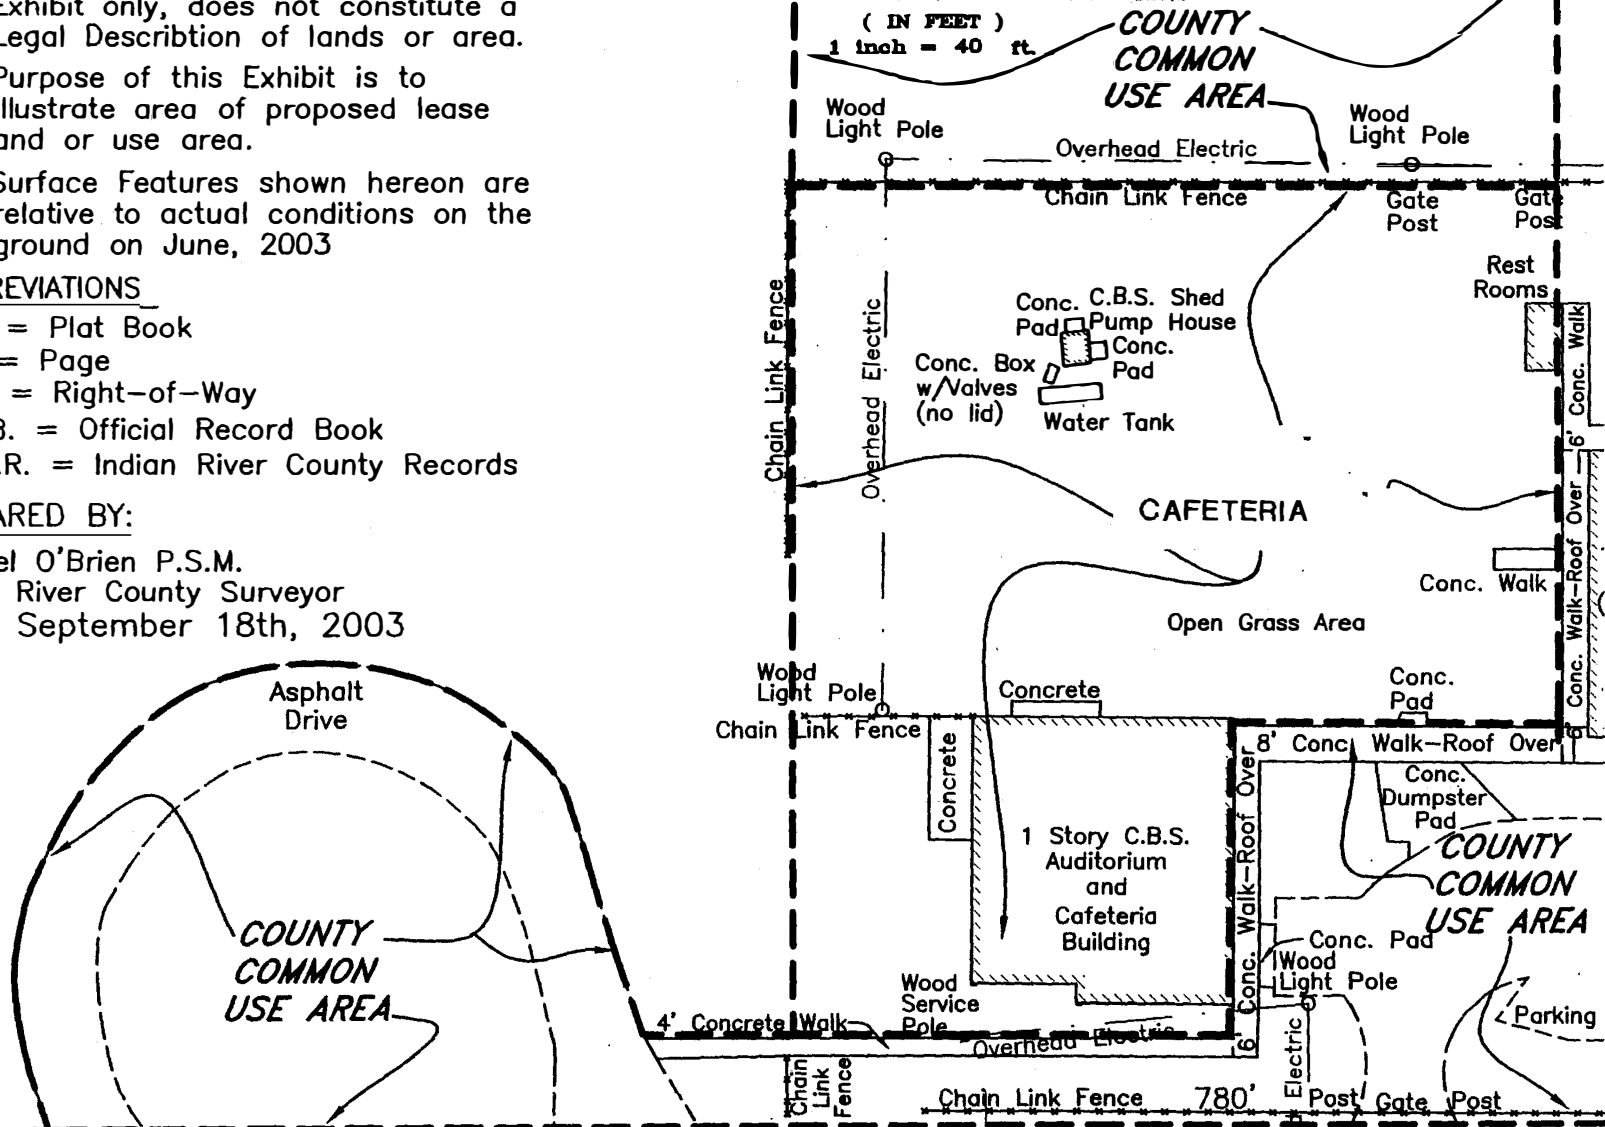 Exhibit only, does not constitute a
Legal Describtion of lands or area.
Purpose of this Exhibit is to
illustrate area of proposed lease
and or use area.
Surface Features shown hereon are
relative to actual conditions on the
ground on June, 2003
REVIATIONS
= Plat Book
= Page
= Right-of-Way
B. = Official Record Book
.R. = Indian River County Records
ARED BY:
el O'Brien P.S.M.
River County Surveyor
September 18th, 2003
( IN FEET )
1 inch = 40 ft.
COUNTY
COMMON
USE AREA
Wood
Light Pole
Overhead Electric
Wood
Light Pole
Chain Link Fence
Gate
Post
Gate
Post
Rest
Rooms
Chain Link Fence
Overhead Electric
Conc.
Pad
C.B.S. Shed
Pump House
Conc.
Pad
Conc. Box
w/Valves
(no lid)
Water Tank
6' Conc. Walk
CAFETERIA
Conc. Walk-Roof Over
Conc. Walk
Open Grass Area
Wood
Light Pole
Concrete
Conc.
Pad
Chain Link Fence
8' Conc. Walk-Roof Over
6'
Concrete
1 Story C.B.S.
Auditorium
and
Cafeteria
Building
6' Conc. Walk-Roof Over
Conc.
Dumpster
Pad
COUNTY
COMMON
USE AREA
Conc. Pad
Wood
Light Pole
Parking
Asphalt
Drive
COUNTY
COMMON
USE AREA
Wood
Service
Pole
4' Concrete Walk
Overhead Electric
Chain
Link
Fence
Chain Link Fence
780'
Electric
Post
Gate
Post